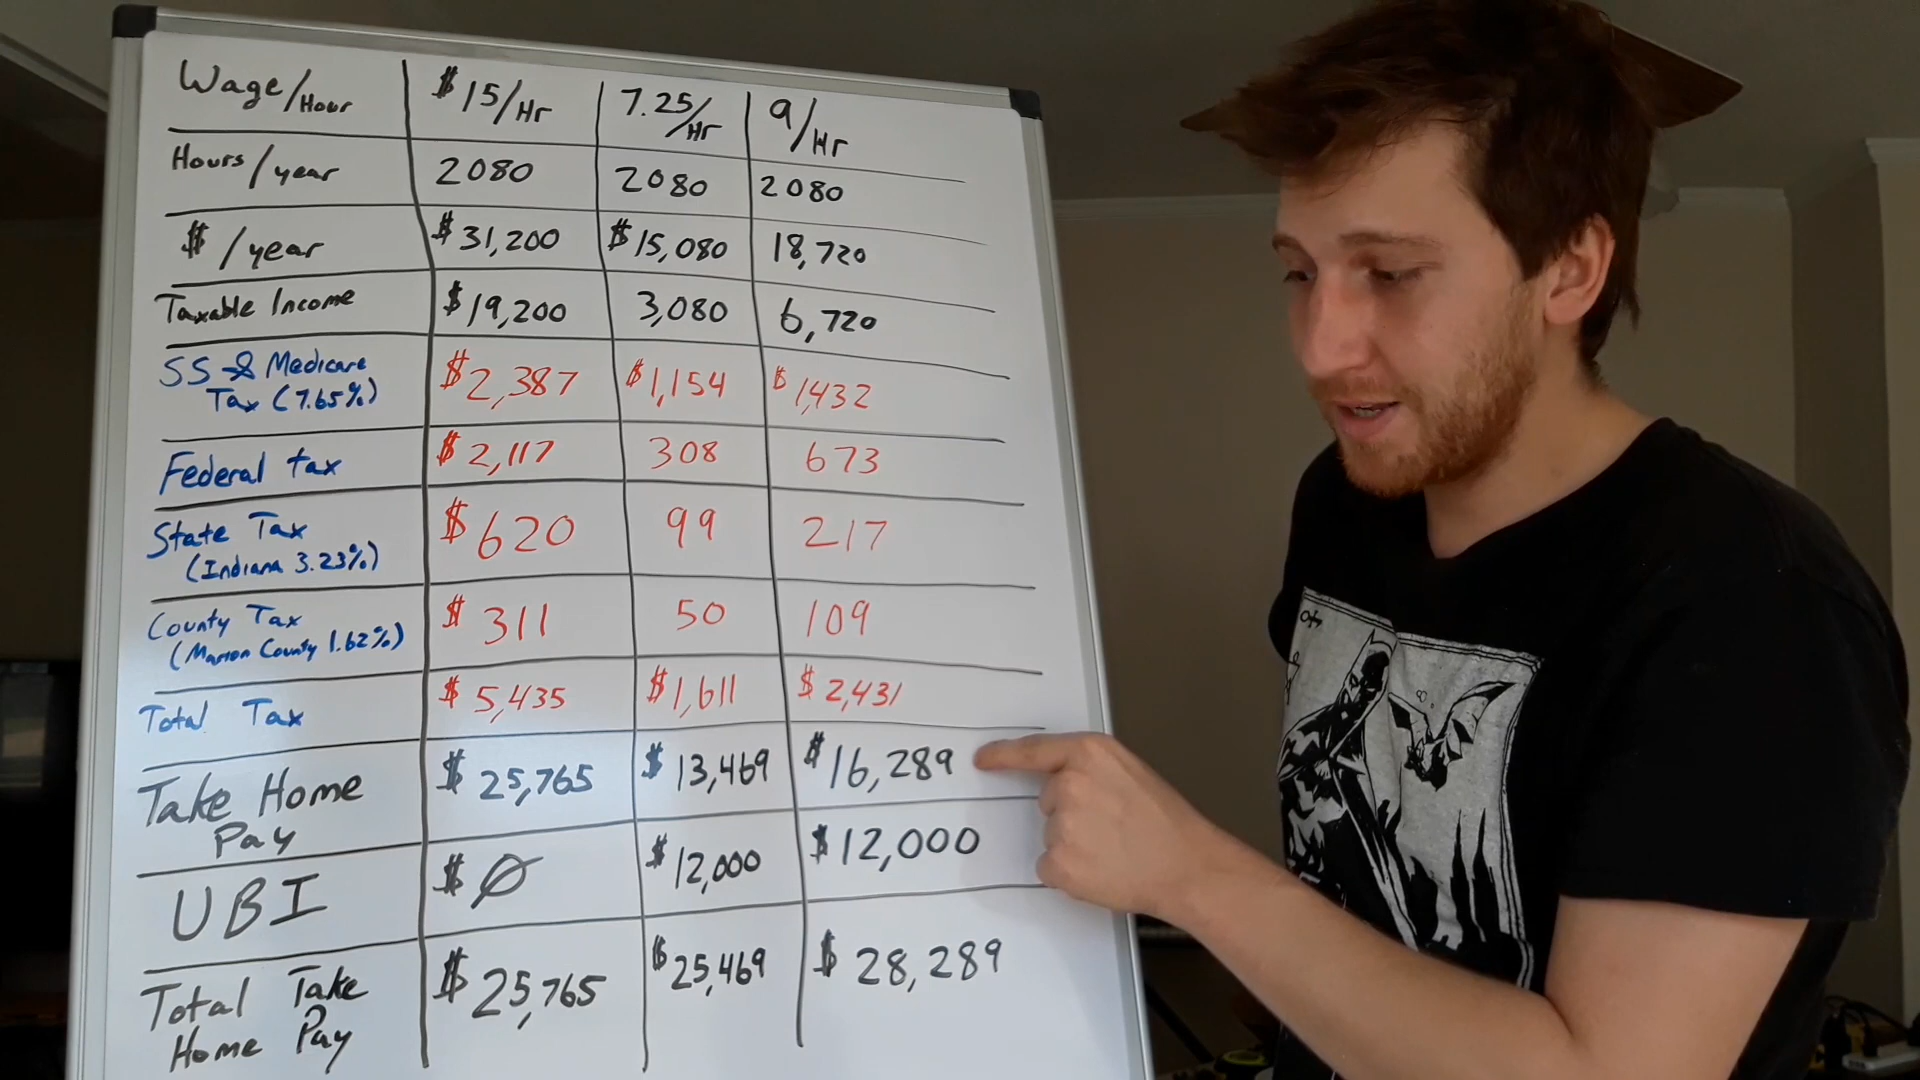 Wage/Hour $15/Hr 7.25/Hr 9/Hr
Hours/year 2080 2080 2080
$/year $31,200 $15,080 18,720
Taxable Income $19,200 3,080 6,720
SS & Medicare
Tax (7.65%) $2,387 $1,154 $1,432
Federal tax $2,117 308 673
State Tax
(Indiana 3.23%) $620 99 217
County Tax
(Marion County 1.62%) $311 50 109
Total Tax $5,435 $1,611 $2,431
Take Home
Pay $25,765 $13,469 $16,289
UBI $0 $12,000 $12,000
Total Take
Home Pay $25,765 $25,469 $28,289